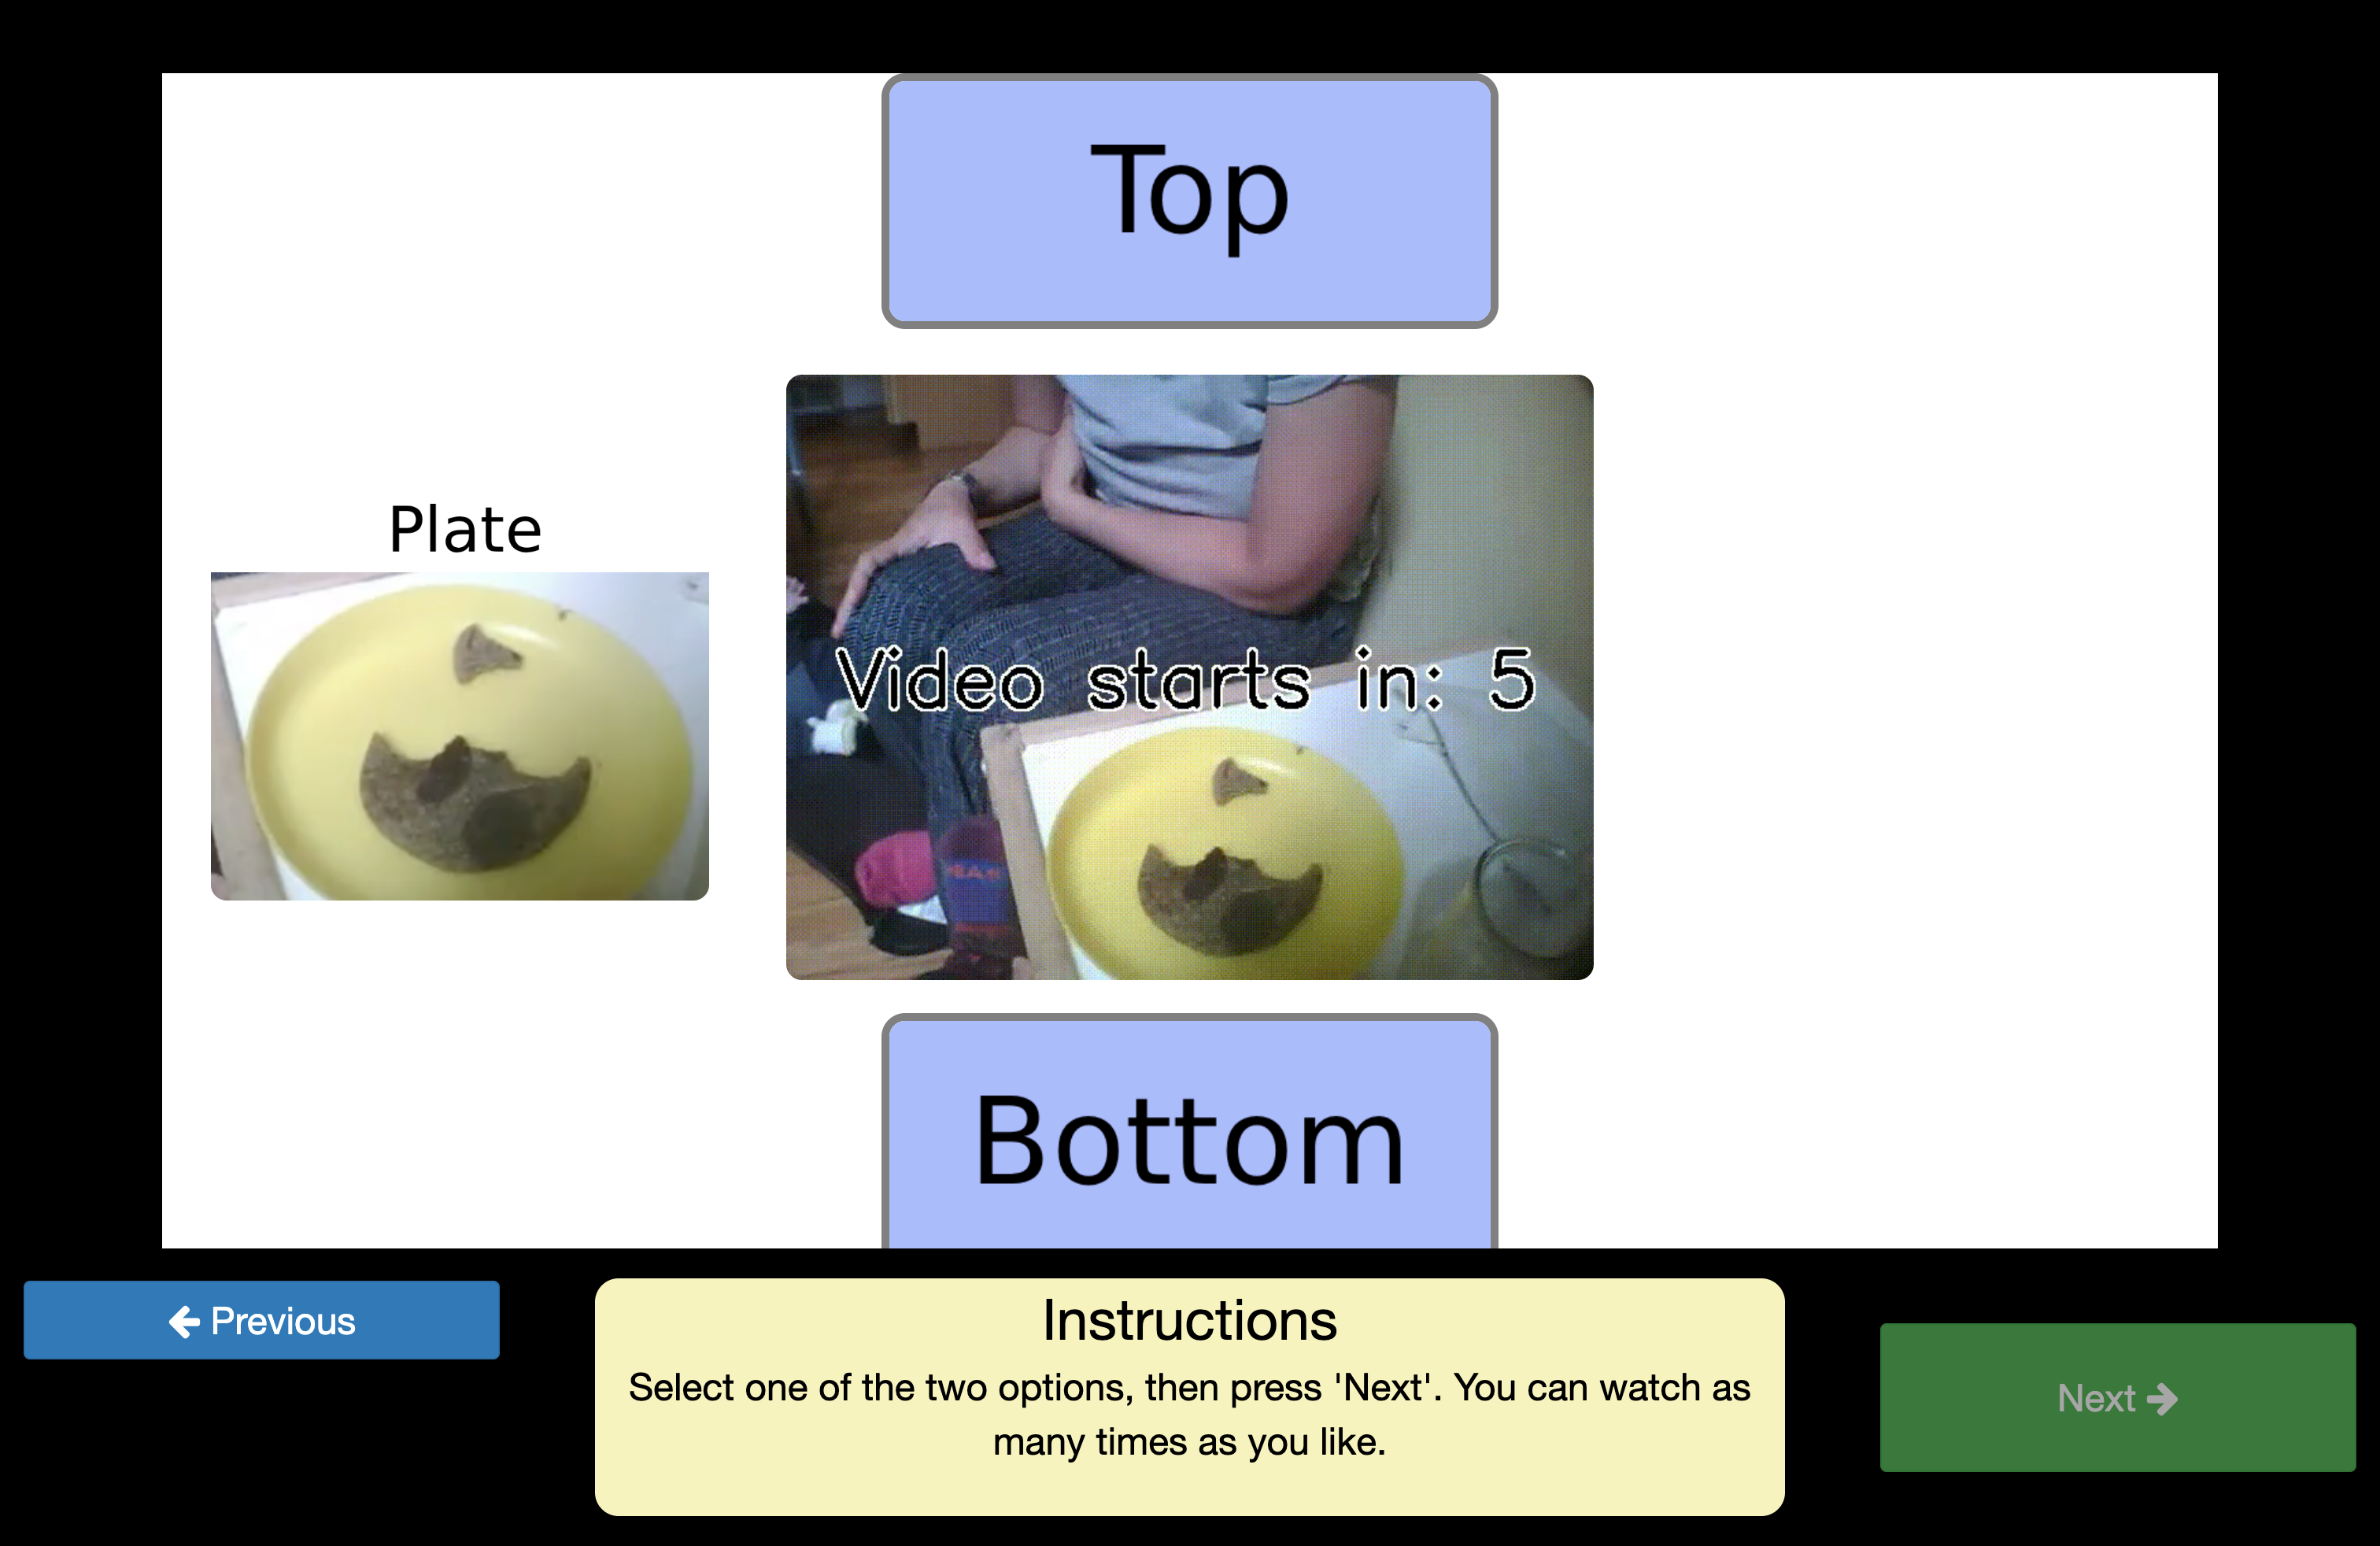 Top
Plate
Video starts in: 5
Bottom
Previous
Instructions
Select one of the two options, then press 'Next'. You can watch as
many times as you like.
Next